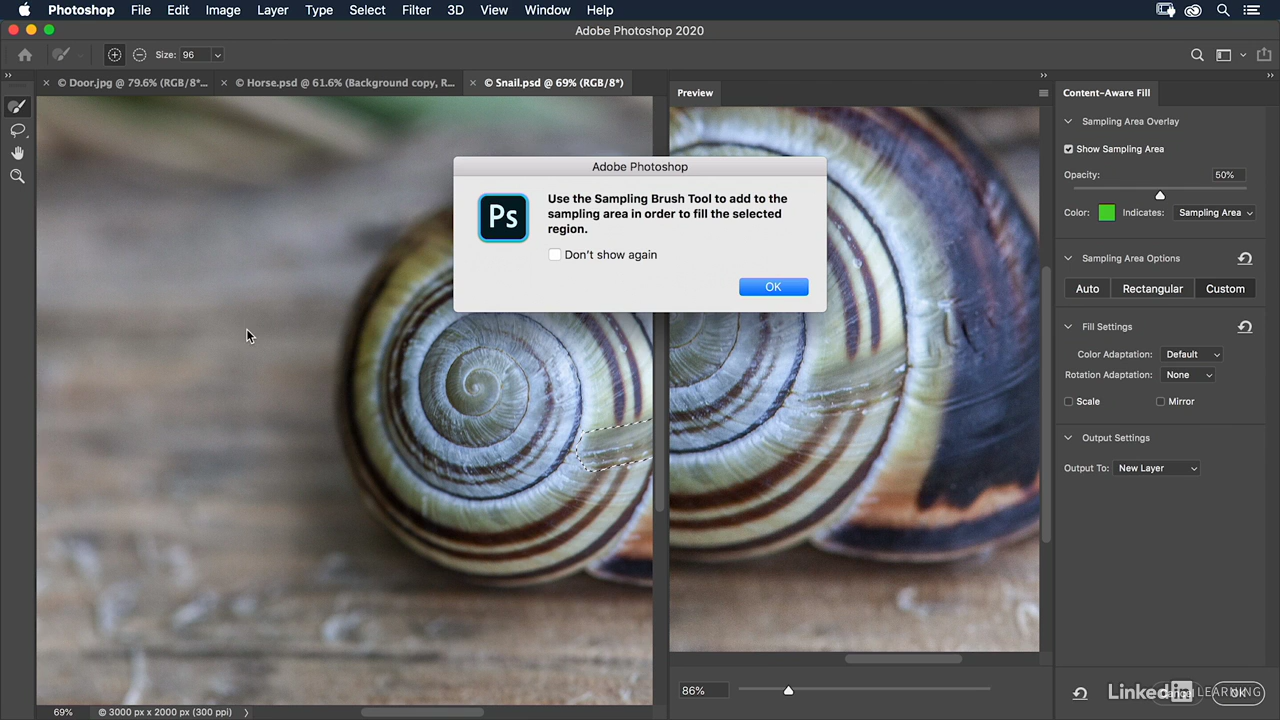 Photoshop File Edit Image Layer Type Select Filter 3D View Window Help
Adobe Photoshop 2020
Size: 96
© Door.jpg @ 79.6% (RGB/8*... © Horse.psd @ 61.6% (Background copy, R... © Snail.psd @ 69% (RGB/8*)
Preview
Content-Aware Fill
Sampling Area Overlay
Show Sampling Area
Opacity: 50%
Color: Indicates: Sampling Area
Sampling Area Options
Auto Rectangular Custom
Fill Settings
Color Adaptation: Default
Rotation Adaptation: None
Scale Mirror
Output Settings
Output To: New Layer
Adobe Photoshop
Ps
Use the Sampling Brush Tool to add to the
sampling area in order to fill the selected
region.
Don't show again
OK
86%
69% © 3000 px x 2000 px (300 ppi)
LinkedIn LEARNING
OK